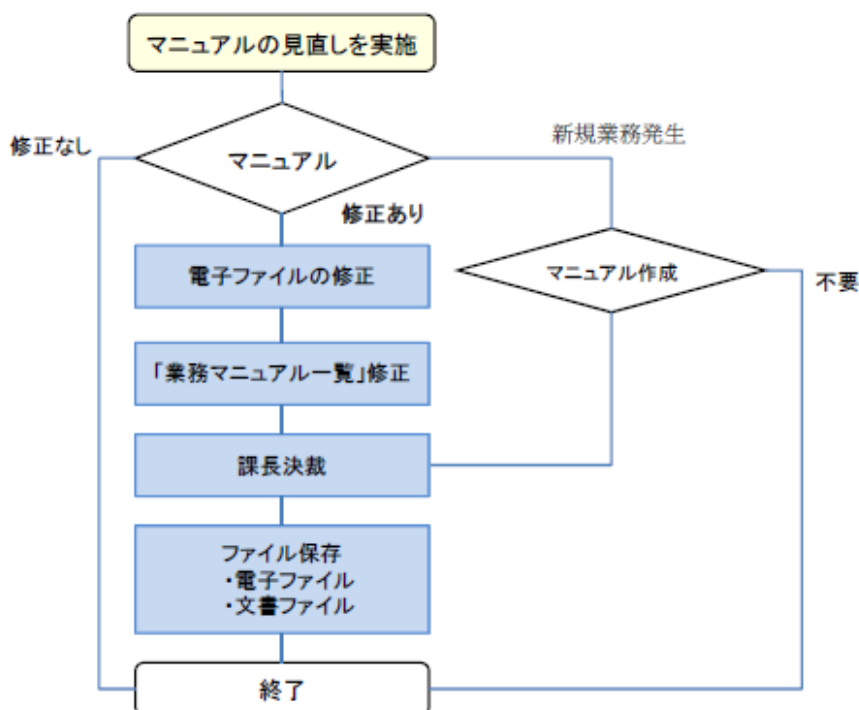 マニュアルの見直しを実施
修正なし
マニュアル
新規業務発生
修正あり
電子ファイルの修正
マニュアル作成
不要
「業務マニュアル一覧」修正
課長決裁
ファイル保存
・電子ファイル
・文書ファイル
終了